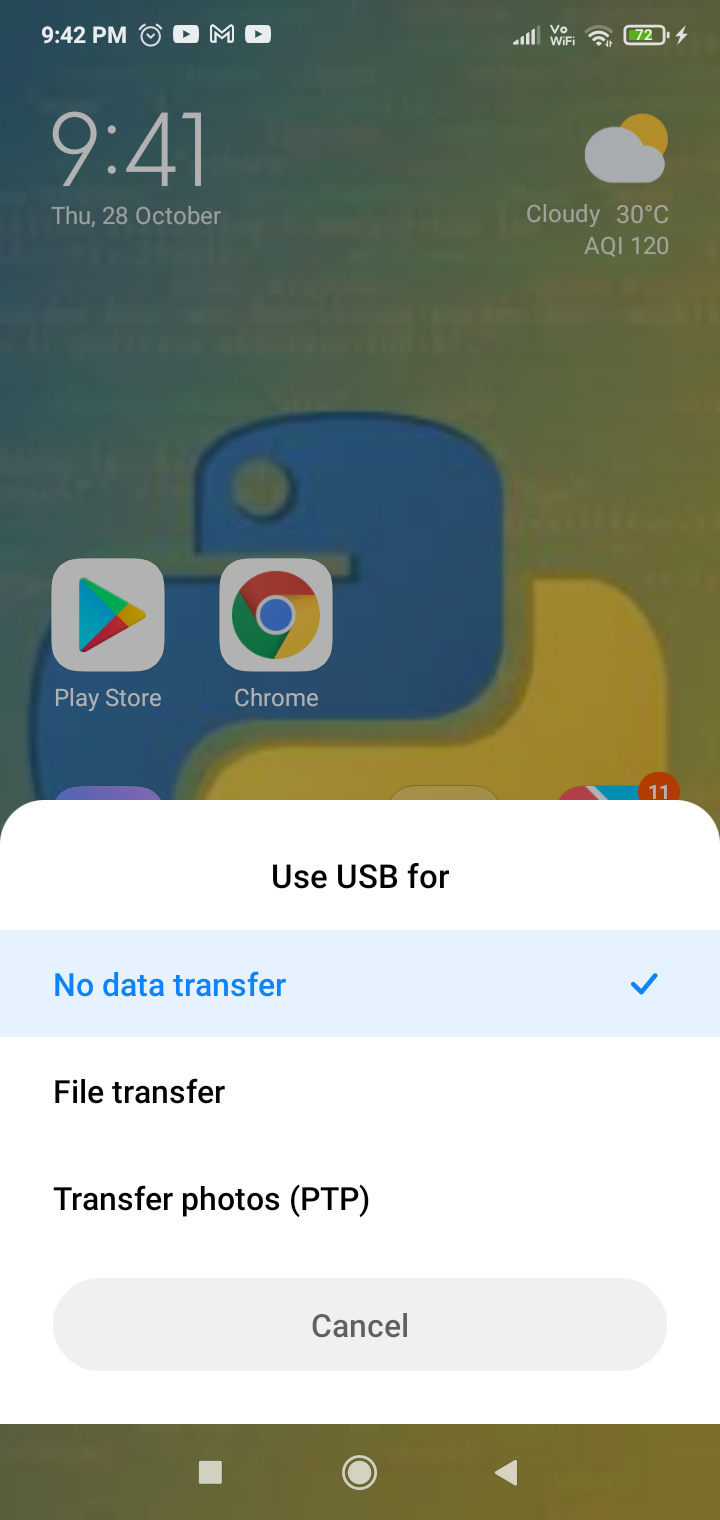 9:42 PM Vo WiFi 72
9:41
Thu, 28 October
Cloudy 30°C
AQI 120
Play Store Chrome
11
Use USB for
No data transfer
File transfer
Transfer photos (PTP)
Cancel